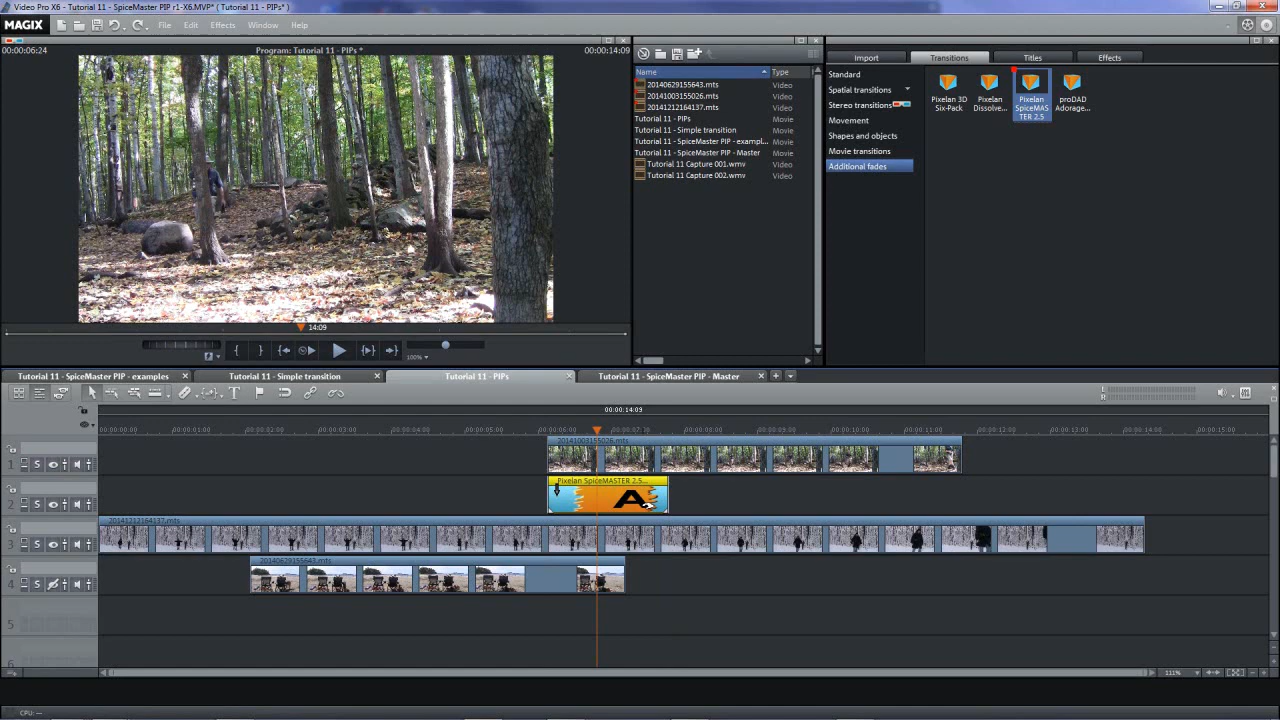 Video Pro X6 - Tutorial 11 - SpiceMaster PIP r1-X6.MVP* ( Tutorial 11 - PIPs* )
MAGIX File Edit Effects Window Help
00:00:06:24 Program: Tutorial 11 - PIPs * 00:00:14:09
14:09
100%
Name Type
20140629155643.mts Video
20141003155026.mts Video
20141212164137.mts Video
Tutorial 11 - PIPs Movie
Tutorial 11 - Simple transition Movie
Tutorial 11 - SpiceMaster PIP - exampl... Movie
Tutorial 11 - SpiceMaster PIP - Master Movie
Tutorial 11 Capture 001.wmv Video
Tutorial 11 Capture 002.wmv Video
Import Transitions Titles Effects
Standard
Spatial transitions
Stereo transitions
Movement
Shapes and objects
Movie transitions
Additional fades
Pixelan 3D Six-Pack
Pixelan Dissolve...
Pixelan SpiceMAS TER 2.5
proDAD Adorage...
Tutorial 11 - SpiceMaster PIP - examples Tutorial 11 - Simple transition Tutorial 11 - PIPs Tutorial 11 - SpiceMaster PIP - Master
L
R
00:00:14:09
00:00:00:00 00:00:01:00 00:00:02:00 00:00:03:00 00:00:04:00 00:00:05:00 00:00:06:00 00:00:07:00 00:00:08:00 00:00:09:00 00:00:10:00 00:00:11:00 00:00:12:00 00:00:13:00 00:00:14:00 00:00:15:00
20141003155026.mts
1 S
Pixelan SpiceMASTER 2.5...
A
2 S
20141212164137.mts
3 S
20140629155643.mts
4 S
5
6
111%
CPU: —